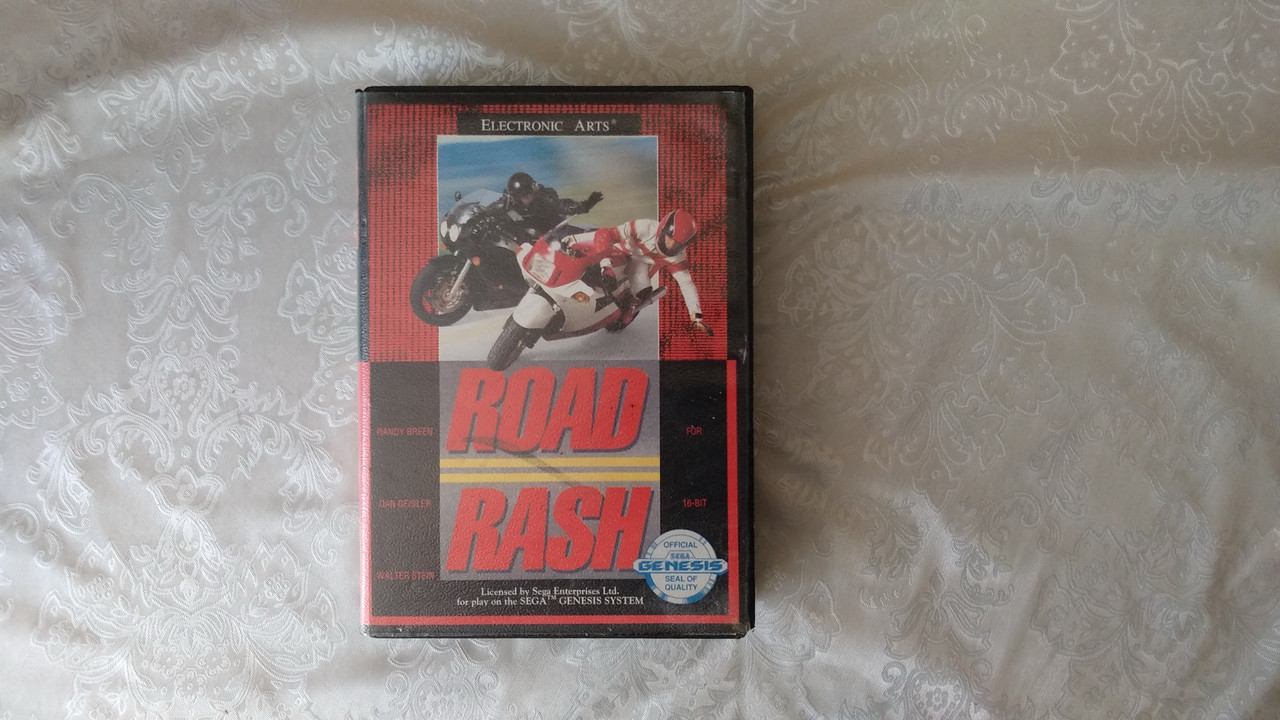 ELECTRONIC ARTS®
ROAD
RASH
RANDY BREEN
DAN GEISLER
WALTER STEIN
FOR
16-BIT
OFFICIAL
SEGA
GENESIS
SEAL OF
QUALITY
Licensed by Sega Enterprises Ltd.
for play on the SEGA™ GENESIS SYSTEM